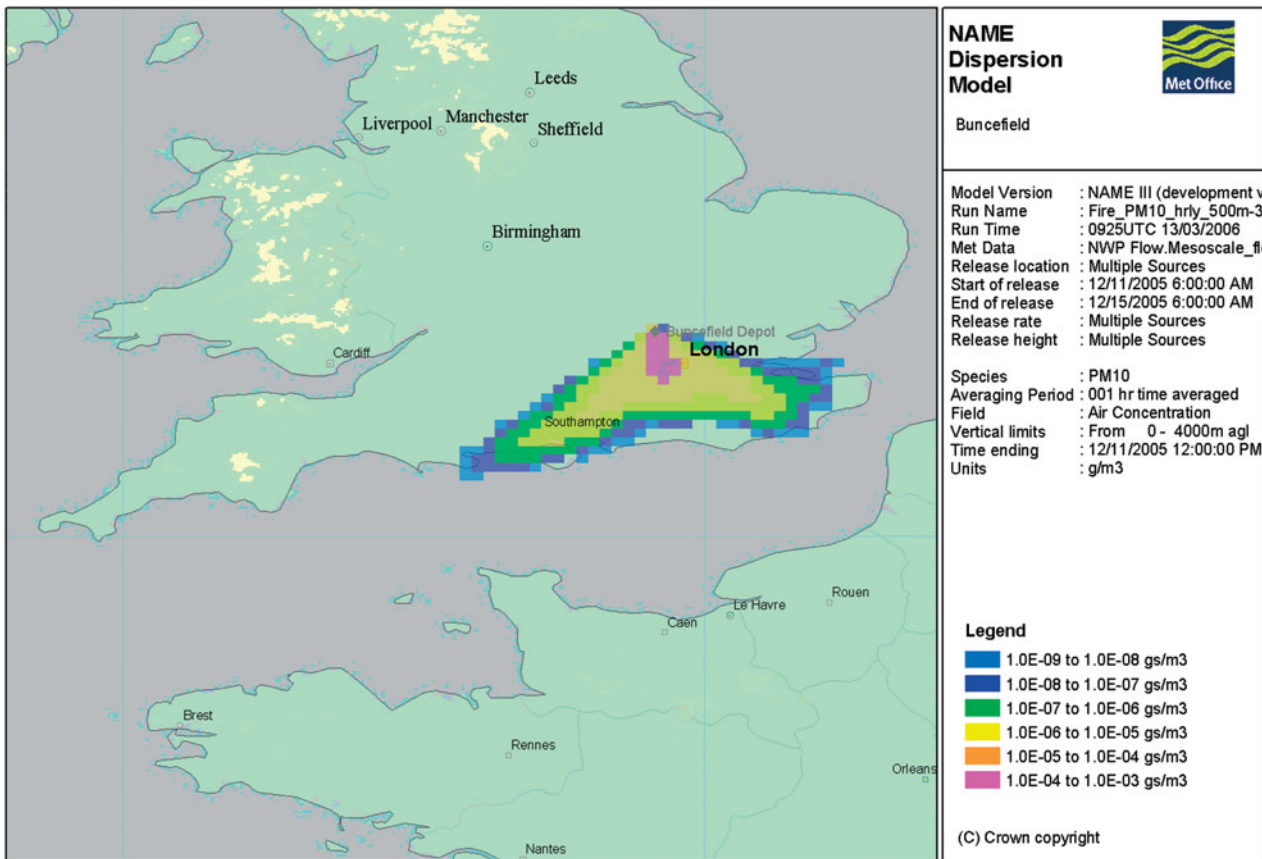 Leeds
Liverpool
Manchester
Sheffield
Birmingham
Cardiff
Buncefield Depot
London
Southampton
Le Havre
Rouen
Caen
Brest
Rennes
Orleans
Nantes
NAME
Dispersion
Model
Met Office
Buncefield
Model Version : NAME III (development v
Run Name : Fire_PM10_hrly_500m-3
Run Time : 0925UTC 13/03/2006
Met Data : NWP Flow.Mesoscale_fl
Release location : Multiple Sources
Start of release : 12/11/2005 6:00:00 AM
End of release : 12/15/2005 6:00:00 AM
Release rate : Multiple Sources
Release height : Multiple Sources
Species : PM10
Averaging Period : 001 hr time averaged
Field : Air Concentration
Vertical limits : From 0 - 4000m agl
Time ending : 12/11/2005 12:00:00 PM
Units : g/m3
Legend
1.0E-09 to 1.0E-08 gs/m3
1.0E-08 to 1.0E-07 gs/m3
1.0E-07 to 1.0E-06 gs/m3
1.0E-06 to 1.0E-05 gs/m3
1.0E-05 to 1.0E-04 gs/m3
1.0E-04 to 1.0E-03 gs/m3
(C) Crown copyright